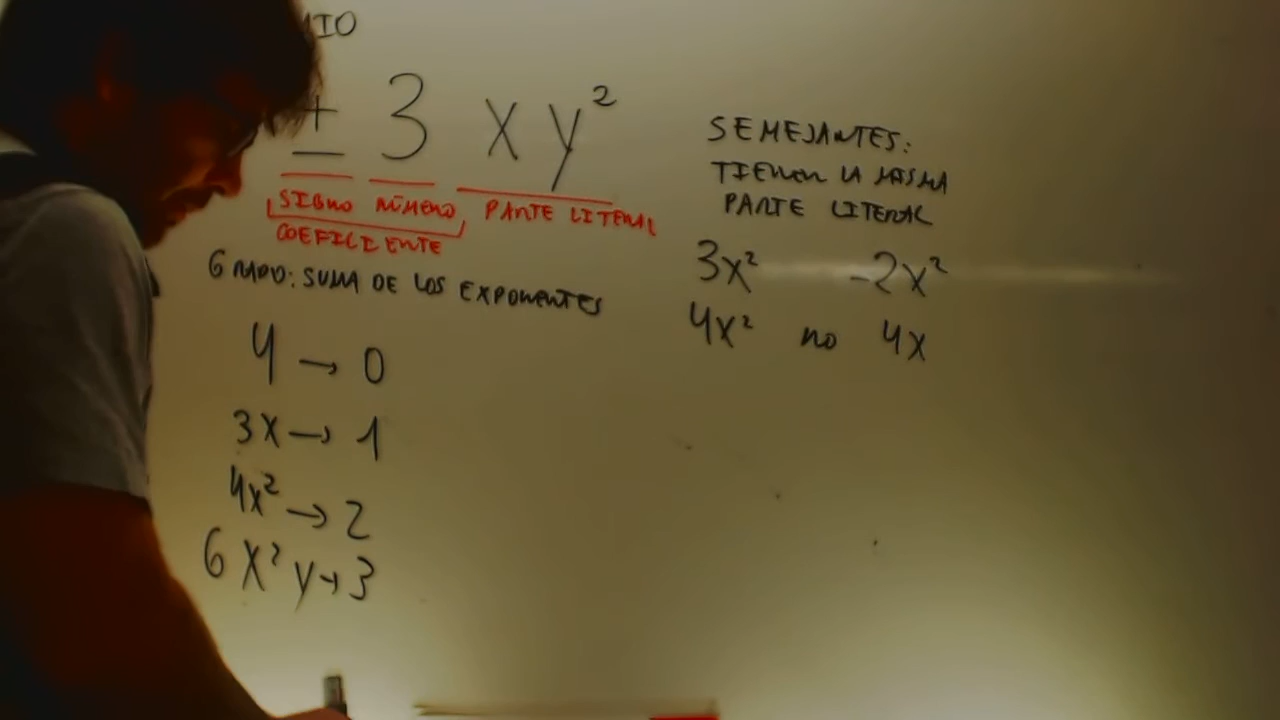 ± 3 x y²
SIGNO NÚMERO PARTE LITERAL
COEFICIENTE
GRADO: SUMA DE LOS EXPONENTES
4 → 0
3x → 1
4x² → 2
6x²y → 3
SEMEJANTES:
TIENEN LA MISMA
PARTE LITERAL
3x² -2x²
4x² no 4x